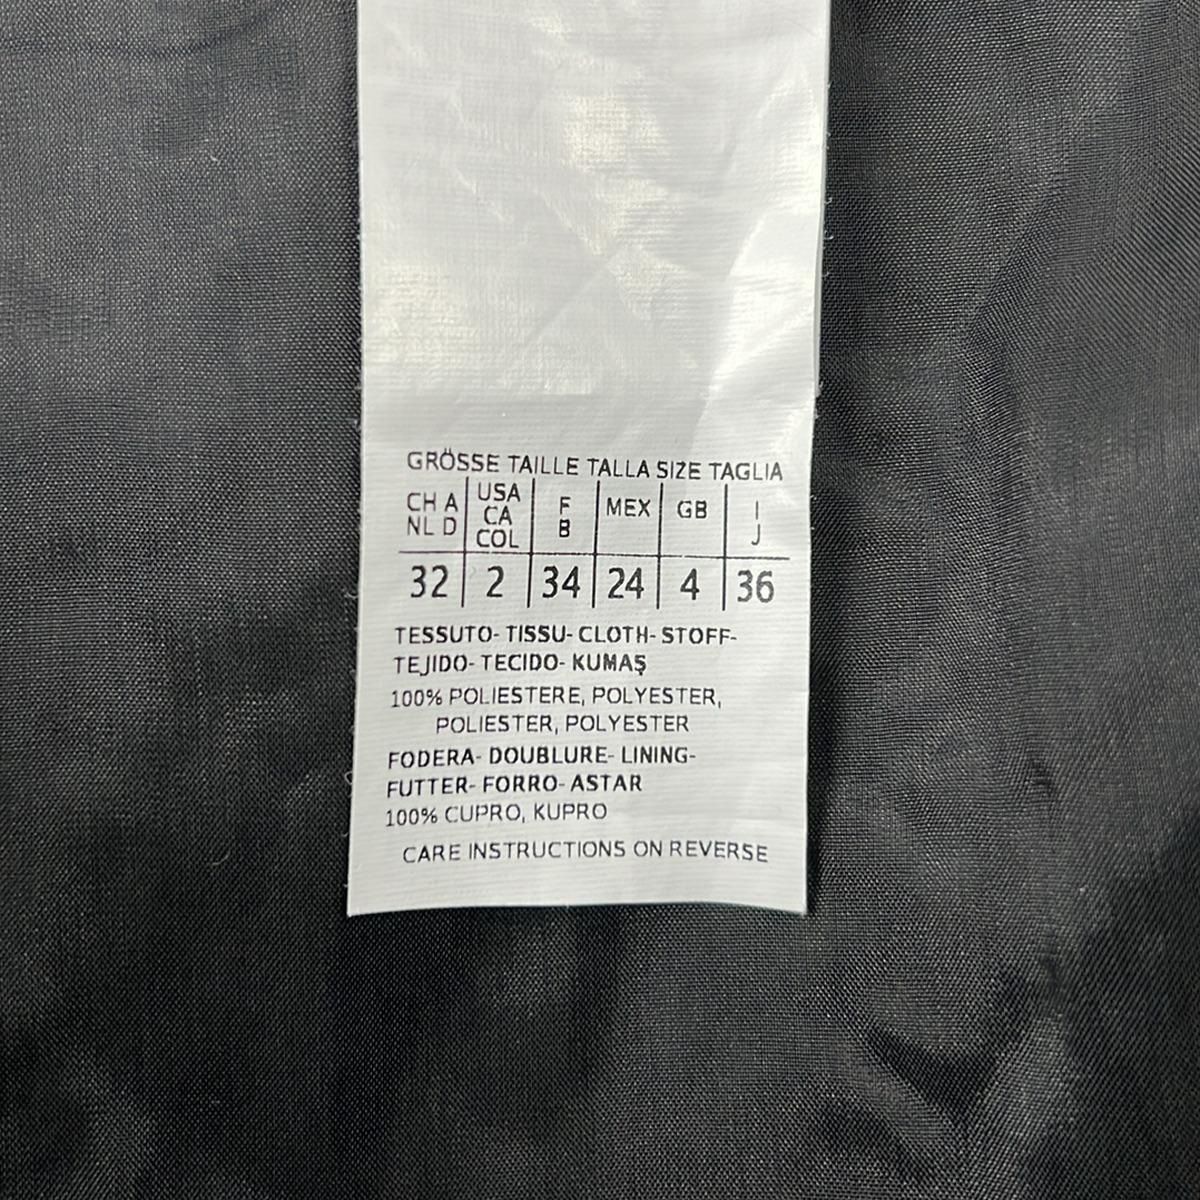 GRÖSSE TAILLE TALLA SIZE TAGLIA
CH A NL D | USA CA COL | F B | MEX | GB | I J
32 | 2 | 34 | 24 | 4 | 36
TESSUTO- TISSU- CLOTH- STOFF-
TEJIDO- TECIDO- KUMAŞ
100% POLIESTERE, POLYESTER,
POLIESTER, POLYESTER
FODERA- DOUBLURE- LINING-
FUTTER- FORRO- ASTAR
100% CUPRO, KUPRO
CARE INSTRUCTIONS ON REVERSE